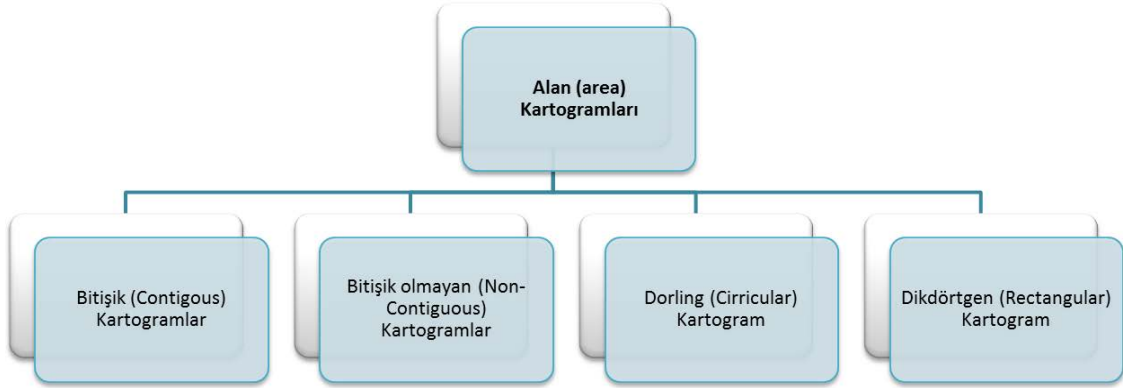 Alan (area)
Kartogramları
Bitişik (Contigous)
Kartogramlar
Bitişik olmayan (Non-
Contiguous)
Kartogramlar
Dorling (Cirricular)
Kartogram
Dikdörtgen (Rectangular)
Kartogram